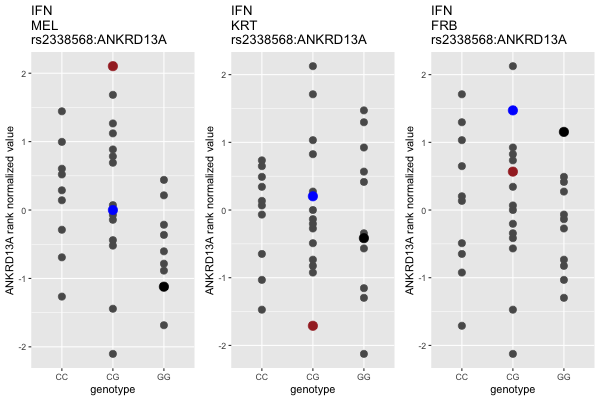 IFN
MEL
rs2338568:ANKRD13A
ANKRD13A rank normalized value
2
1
0
-1
-2
CC CG GG
genotype
IFN
KRT
rs2338568:ANKRD13A
ANKRD13A rank normalized value
2
1
0
-1
-2
CC CG GG
genotype
IFN
FRB
rs2338568:ANKRD13A
ANKRD13A rank normalized value
2
1
0
-1
-2
CC CG GG
genotype